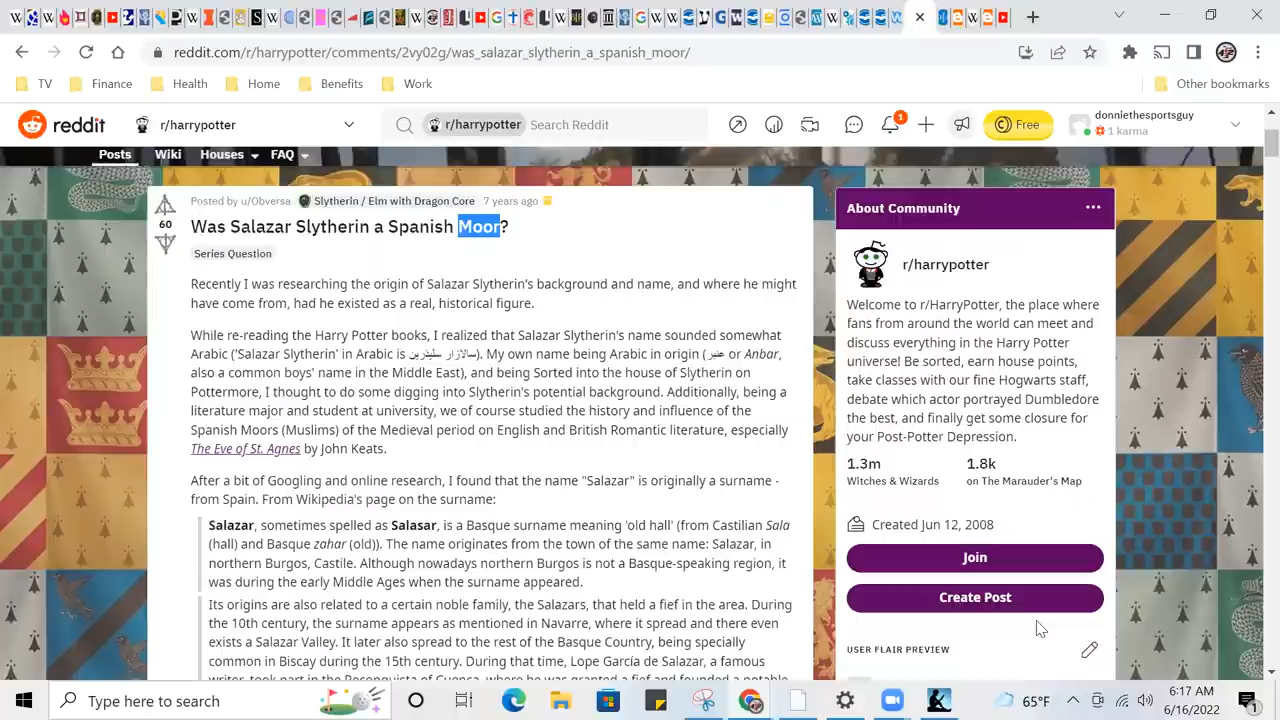 reddit.com/r/harrypotter/comments/2vy02g/was_salazar_slytherin_a_spanish_moor/
TV Finance Health Home Benefits Work Other bookmarks
reddit r/harrypotter r/harrypotter Search Reddit 1 Free donniethesportsguy
1 karma
Posts Wiki Houses FAQ
Posted by u/Obversa Slytherin / Elm with Dragon Core 7 years ago
60
Was Salazar Slytherin a Spanish Moor?
Series Question
Recently I was researching the origin of Salazar Slytherin's background and name, and where he might
have come from, had he existed as a real, historical figure.
While re-reading the Harry Potter books, I realized that Salazar Slytherin's name sounded somewhat
Arabic ('Salazar Slytherin' in Arabic is سالازار سليذرين). My own name being Arabic in origin (عنبر or Anbar,
also a common boys' name in the Middle East), and being Sorted into the house of Slytherin on
Pottermore, I thought to do some digging into Slytherin's potential background. Additionally, being a
literature major and student at university, we of course studied the history and influence of the
Spanish Moors (Muslims) of the Medieval period on English and British Romantic literature, especially
The Eve of St. Agnes by John Keats.
After a bit of Googling and online research, I found that the name "Salazar" is originally a surname -
from Spain. From Wikipedia's page on the surname:
Salazar, sometimes spelled as Salasar, is a Basque surname meaning 'old hall' (from Castilian Sala
(hall) and Basque zahar (old)). The name originates from the town of the same name: Salazar, in
northern Burgos, Castile. Although nowadays northern Burgos is not a Basque-speaking region, it
was during the early Middle Ages when the surname appeared.
Its origins are also related to a certain noble family, the Salazars, that held a fief in the area. During
the 10th century, the surname appears as mentioned in Navarre, where it spread and there even
exists a Salazar Valley. It later also spread to the rest of the Basque Country, being specially
common in Biscay during the 15th century. During that time, Lope García de Salazar, a famous
writer, took part in the Reconquista of Cuenca, where he was granted a fief and founded a notable
About Community
r/harrypotter
Welcome to r/HarryPotter, the place where
fans from around the world can meet and
discuss everything in the Harry Potter
universe! Be sorted, earn house points,
take classes with our fine Hogwarts staff,
debate which actor portrayed Dumbledore
the best, and finally get some closure for
your Post-Potter Depression.
1.3m 1.8k
Witches & Wizards on The Marauder's Map
Created Jun 12, 2008
Join
Create Post
USER FLAIR PREVIEW
Type here to search
65°F
6:17 AM
6/16/2022
1